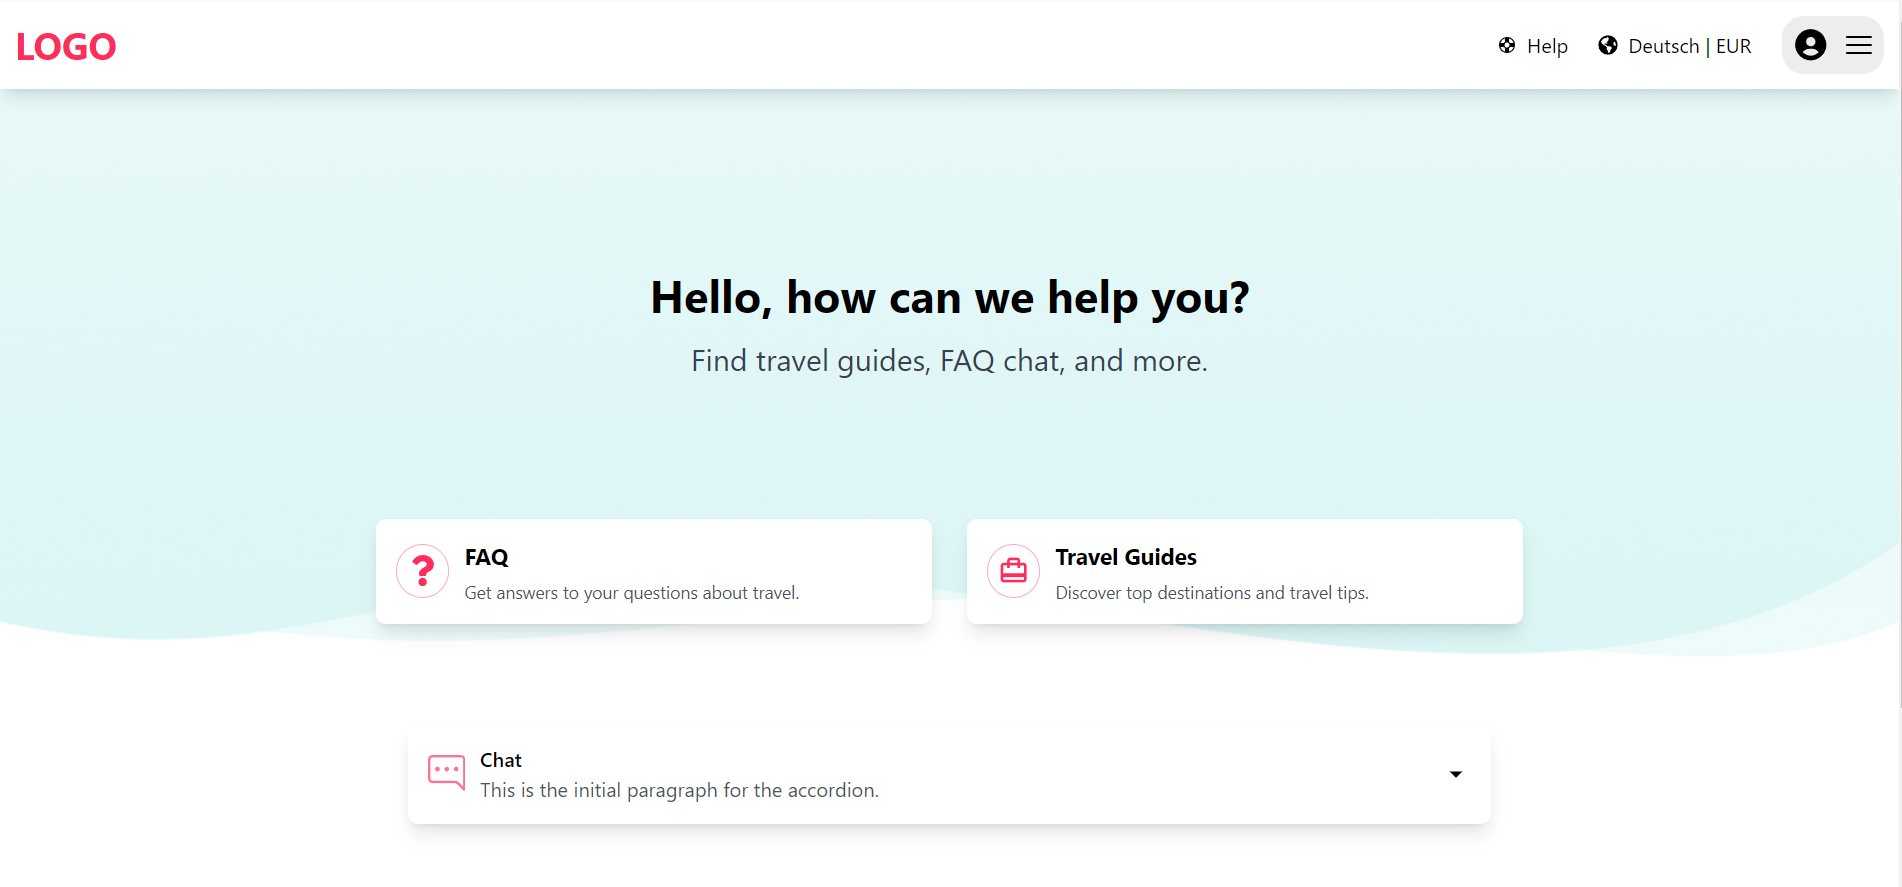 LOGO
Help
Deutsch | EUR
Hello, how can we help you?
Find travel guides, FAQ chat, and more.
FAQ
Get answers to your questions about travel.
Travel Guides
Discover top destinations and travel tips.
Chat
This is the initial paragraph for the accordion.